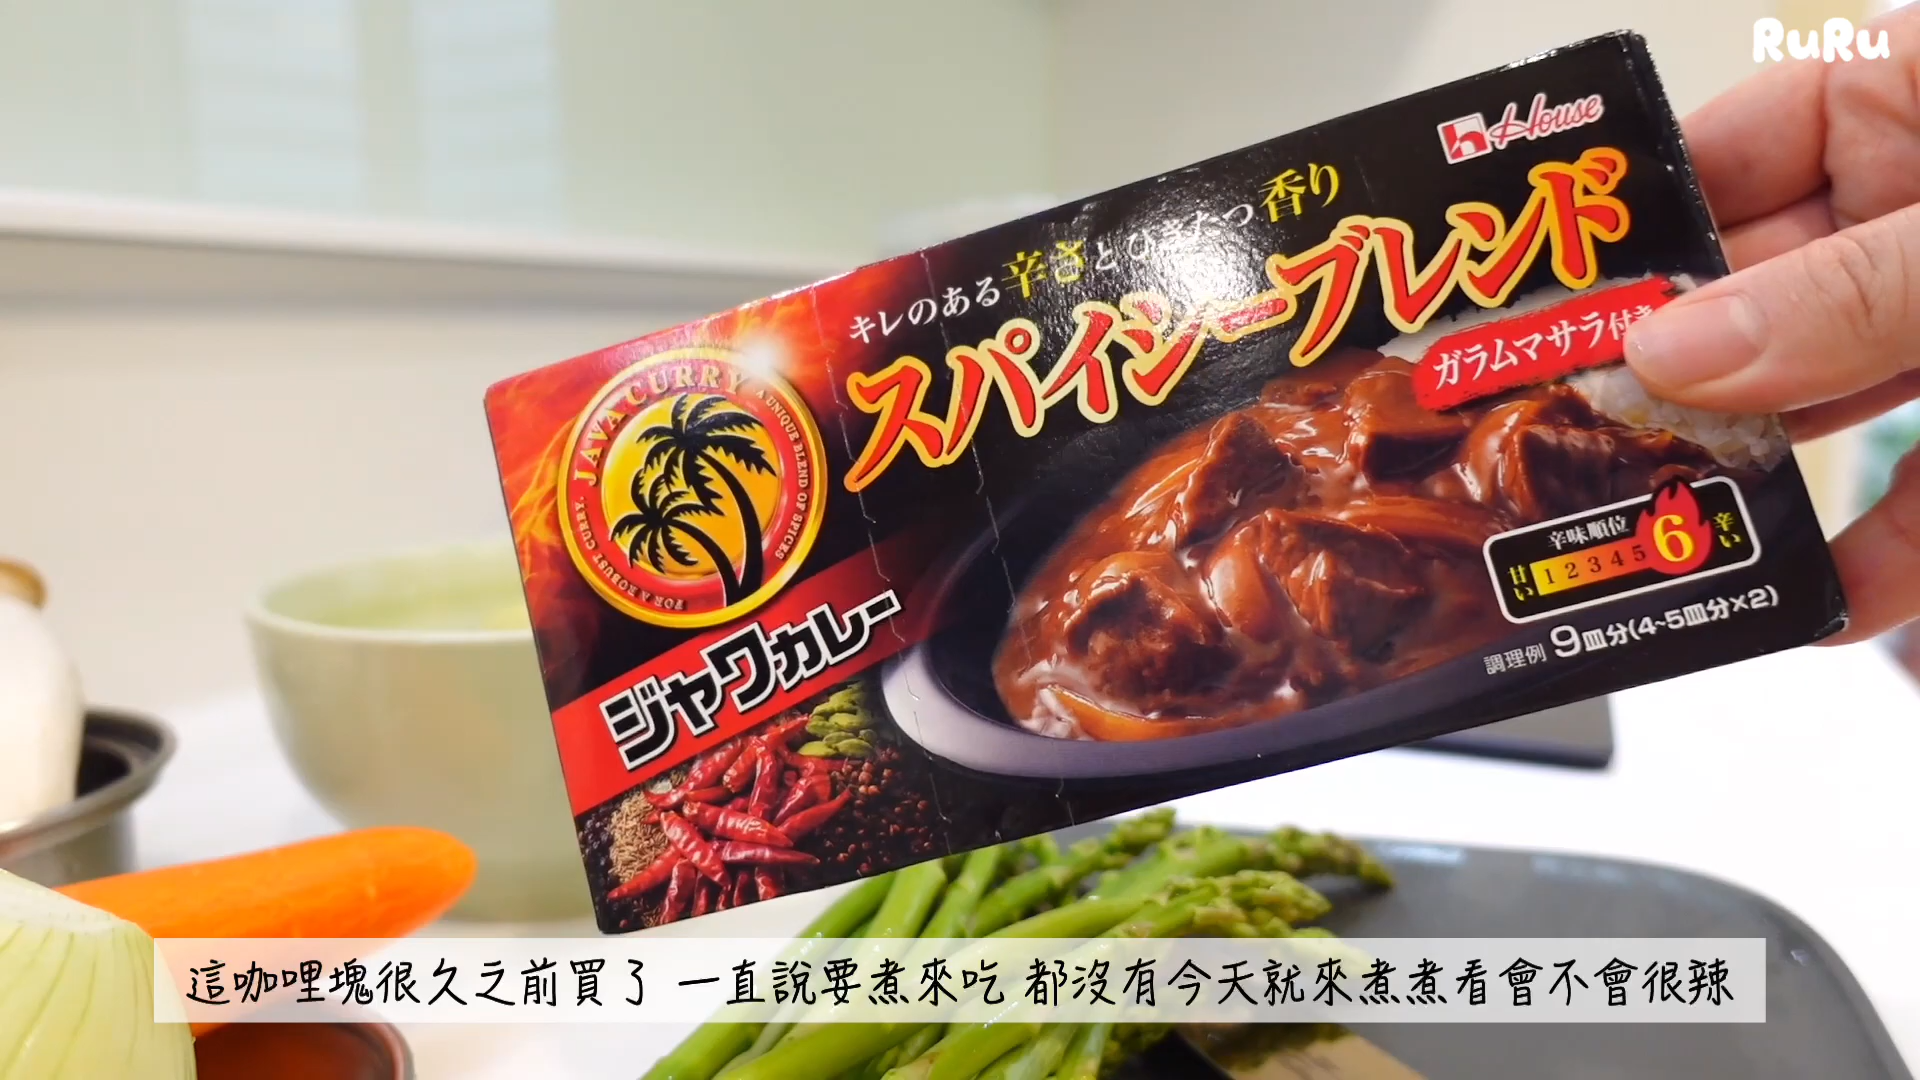 RuRu
House
キレのある辛さとひきたつ香り
スパイシーブレンド
ガラムマサラ付き
JAVA CURRY
A UNIQUE BLEND OF SPICES
FOR A ROBUST CURRY
ジャワカレー
辛味順位
甘い 1 2 3 4 5 6 辛い
調理例 9皿分(4~5皿分×2)
這咖哩塊很久之前買了 一直說要煮來吃 都沒有今天就來煮煮看會不會很辣